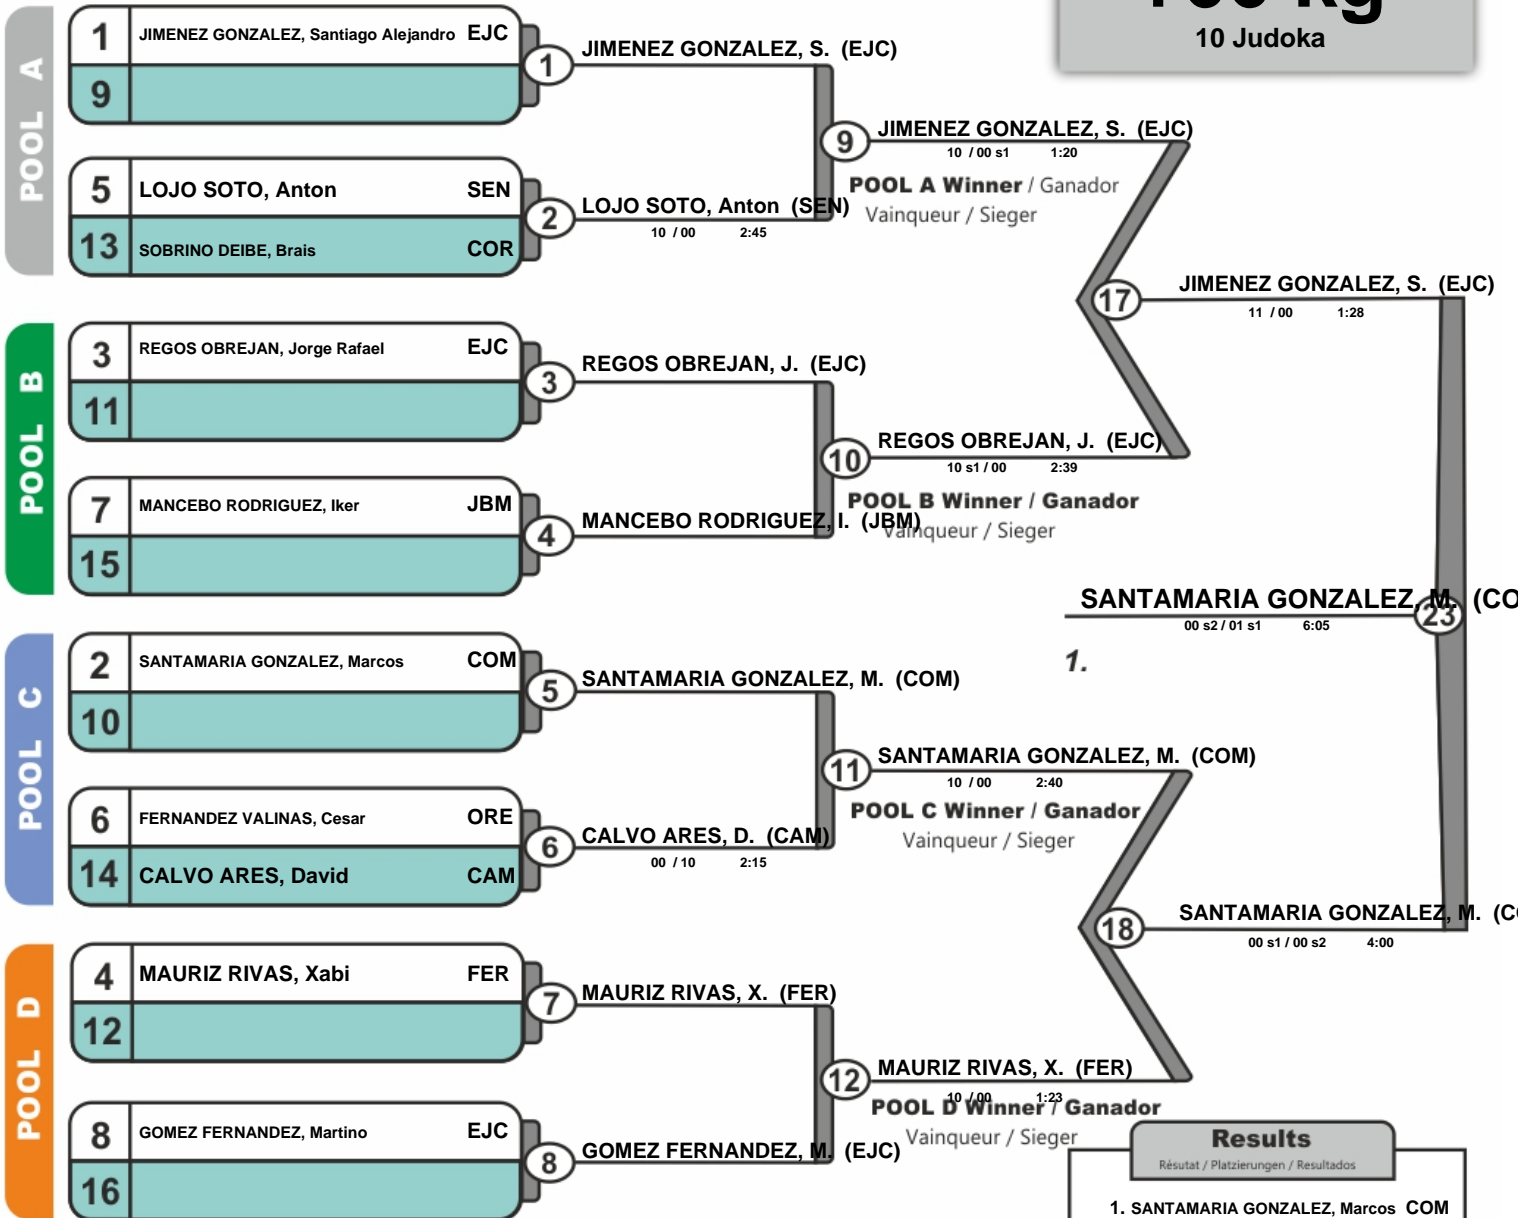 10 Judoka
POOL A
1 JIMENEZ GONZALEZ, Santiago Alejandro EJC
9
1
JIMENEZ GONZALEZ, S. (EJC)
5 LOJO SOTO, Anton SEN
13 SOBRINO DEIBE, Brais COR
2
LOJO SOTO, Anton (SEN)
10 / 00 2:45
9
JIMENEZ GONZALEZ, S. (EJC)
10 / 00 s1 1:20
POOL A Winner / Ganador
Vainqueur / Sieger
POOL B
3 REGOS OBREJAN, Jorge Rafael EJC
11
3
REGOS OBREJAN, J. (EJC)
7 MANCEBO RODRIGUEZ, Iker JBM
15
4
MANCEBO RODRIGUEZ, I. (JBM)
10
REGOS OBREJAN, J. (EJC)
10 s1 / 00 2:39
POOL B Winner / Ganador
Vainqueur / Sieger
17
JIMENEZ GONZALEZ, S. (EJC)
11 / 00 1:28
POOL C
2 SANTAMARIA GONZALEZ, Marcos COM
10
5
SANTAMARIA GONZALEZ, M. (COM)
6 FERNANDEZ VALINAS, Cesar ORE
14 CALVO ARES, David CAM
6
CALVO ARES, D. (CAM)
00 / 10 2:15
11
SANTAMARIA GONZALEZ, M. (COM)
10 / 00 2:40
POOL C Winner / Ganador
Vainqueur / Sieger
POOL D
4 MAURIZ RIVAS, Xabi FER
12
7
MAURIZ RIVAS, X. (FER)
8 GOMEZ FERNANDEZ, Martino EJC
16
8
GOMEZ FERNANDEZ, M. (EJC)
12
MAURIZ RIVAS, X. (FER)
10 / 00 1:23
POOL D Winner / Ganador
Vainqueur / Sieger
18
SANTAMARIA GONZALEZ, M. (CO
00 s1 / 00 s2 4:00
SANTAMARIA GONZALEZ, M. (CO
23
00 s2 / 01 s1 6:05
1.
Results
Résutat / Platzierungen / Resultados
1. SANTAMARIA GONZALEZ, Marcos COM